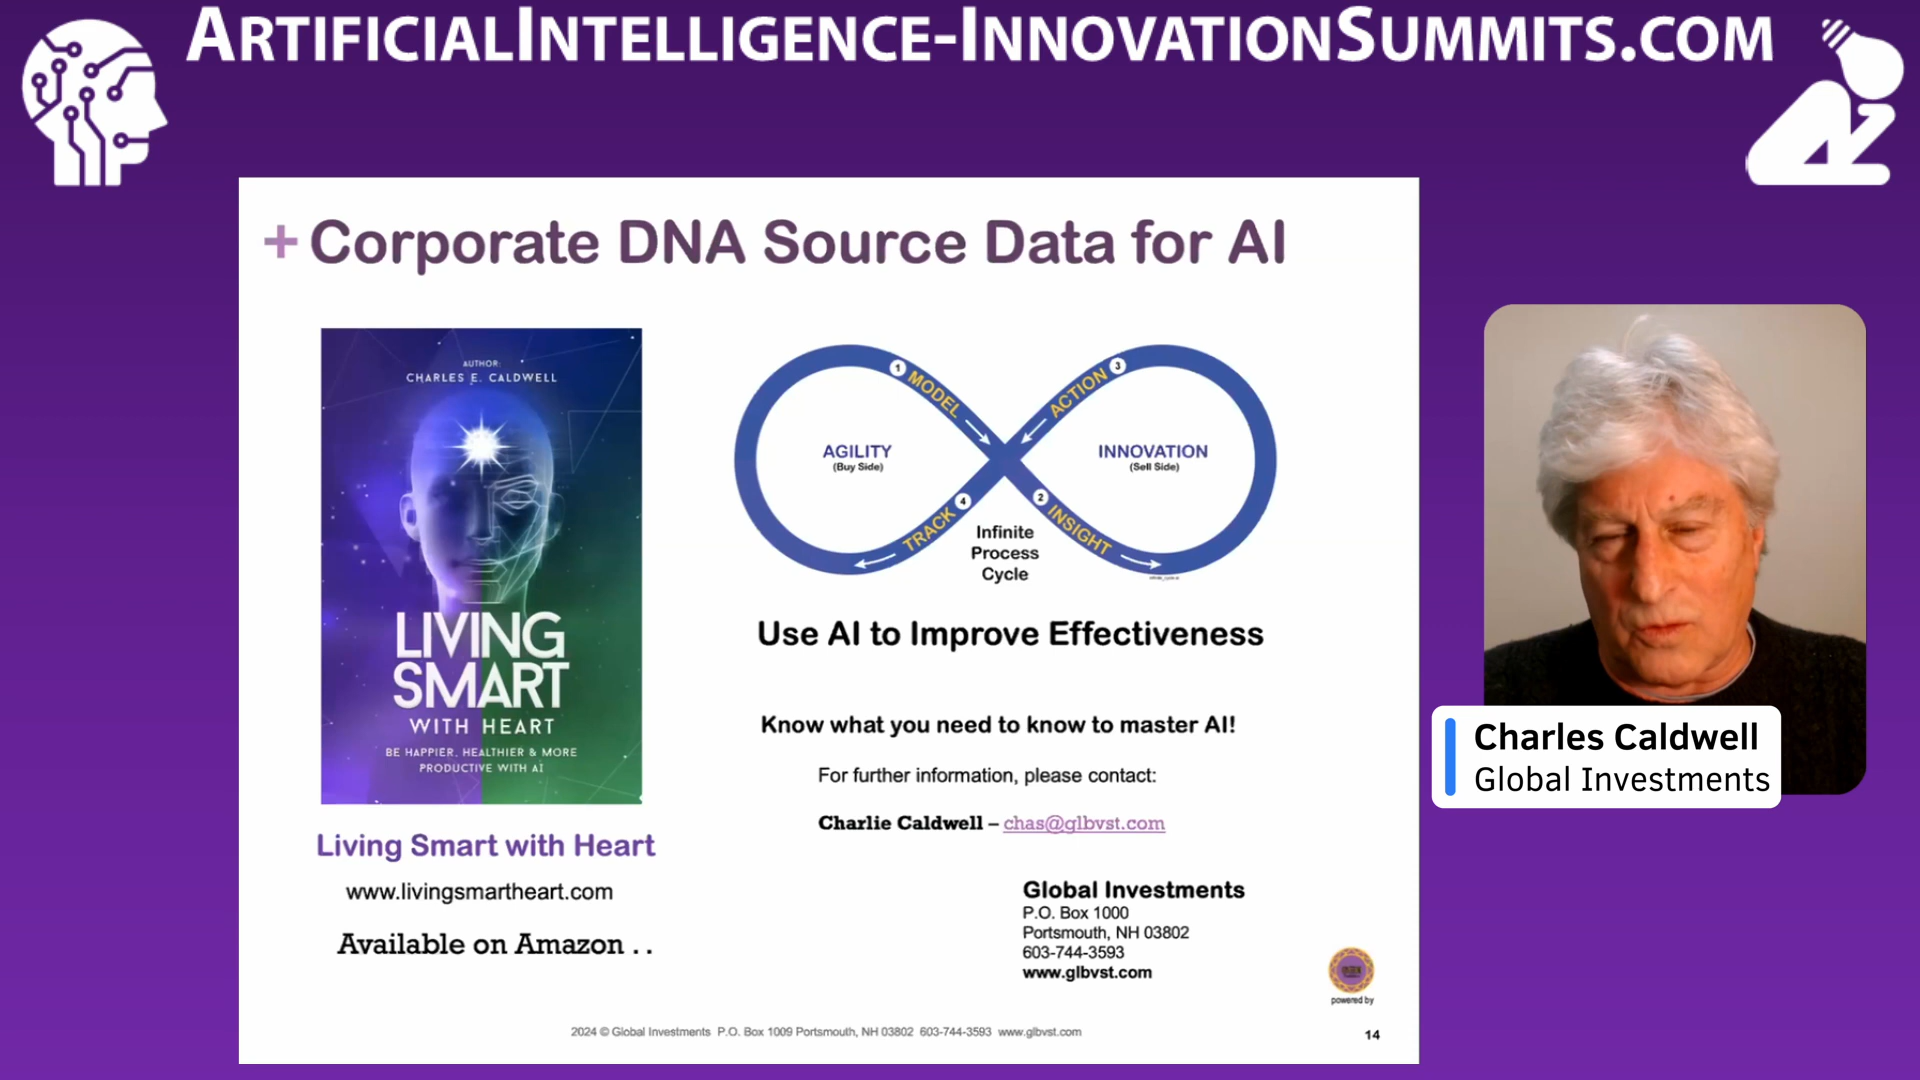 ARTIFICIALINTELLIGENCE-INNOVATIONSUMMITS.COM
+ Corporate DNA Source Data for AI
AUTHOR:
CHARLES E. CALDWELL
LIVING
SMART
WITH HEART
BE HAPPIER, HEALTHIER & MORE
PRODUCTIVE WITH AI
Living Smart with Heart
www.livingsmartheart.com
Available on Amazon . .
1 MODEL
ACTION 3
AGILITY
(Buy Side)
INNOVATION
(Sell Side)
TRACK 4
2 INSIGHT
Infinite
Process
Cycle
Use AI to Improve Effectiveness
Know what you need to know to master AI!
For further information, please contact:
Charlie Caldwell – chas@glbvst.com
Global Investments
P.O. Box 1000
Portsmouth, NH 03802
603-744-3593
www.glbvst.com
powered by
2024 © Global Investments P.O. Box 1009 Portsmouth, NH 03802 603-744-3593 www.glbvst.com
14
Charles Caldwell
Global Investments